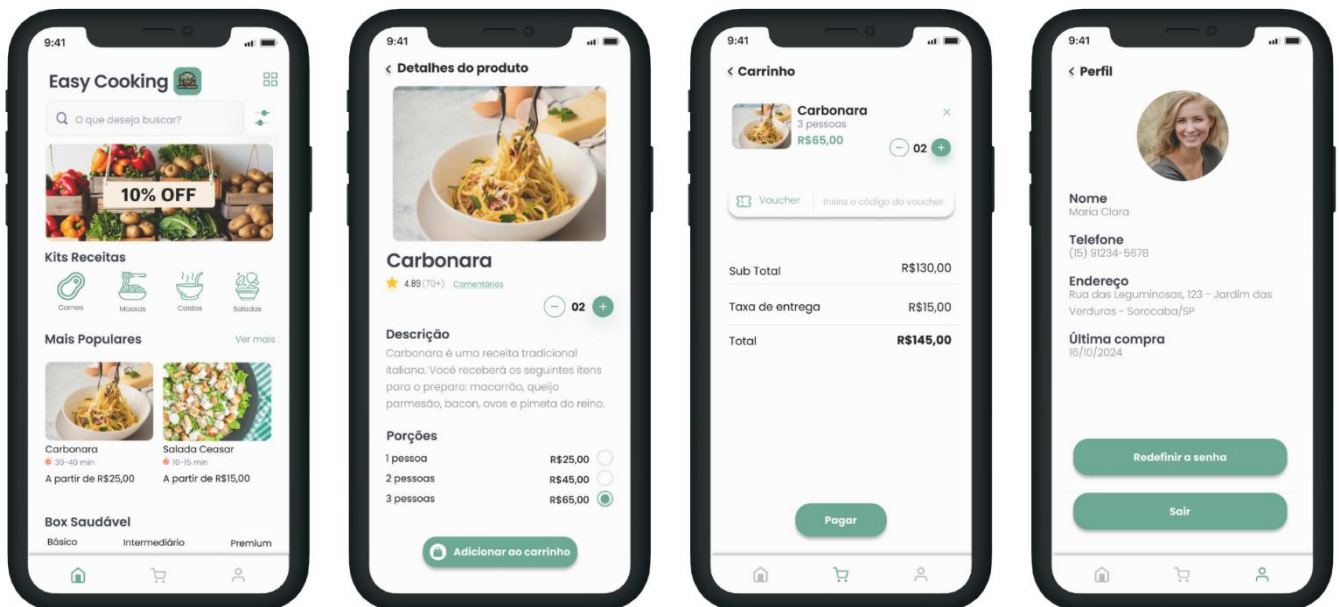 9:41
Easy Cooking
O que deseja buscar?
10% OFF
Kits Receitas
Carnes Massas Caldos Saladas
Mais Populares Ver mais
Carbonara
30-40 min
A partir de R$25,00
Salada Ceasar
10-15 min
A partir de R$15,00
Box Saudável
Básico Intermediário Premium
9:41
< Detalhes do produto
Carbonara
4.89 (70+) Comentários
− 02 +
Descrição
Carbonara é uma receita tradicional
italiana. Você receberá os seguintes itens
para o preparo: macarrão, queijo
parmesão, bacon, ovos e pimeta do reino.
Porções
1 pessoa R$25,00
2 pessoas R$45,00
3 pessoas R$65,00
Adicionar ao carrinho
9:41
< Carrinho
Carbonara ×
3 pessoas
R$65,00
− 02 +
Voucher Insira o código do voucher
Sub Total R$130,00
Taxa de entrega R$15,00
Total R$145,00
Pagar
9:41
< Perfil
Nome
Maria Clara
Telefone
(15) 91234-5678
Endereço
Rua das Leguminosas, 123 - Jardim das
Verduras - Sorocaba/SP
Última compra
16/10/2024
Redefinir a senha
Sair